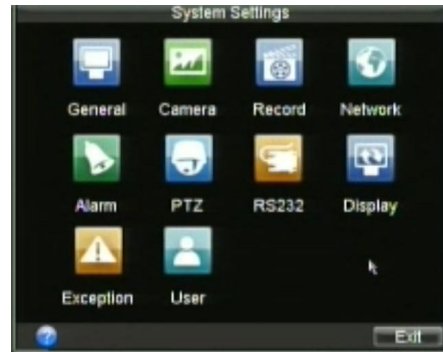 System Settings
General Camera Record Network
Alarm PTZ RS232 Display
Exception User
? Exit